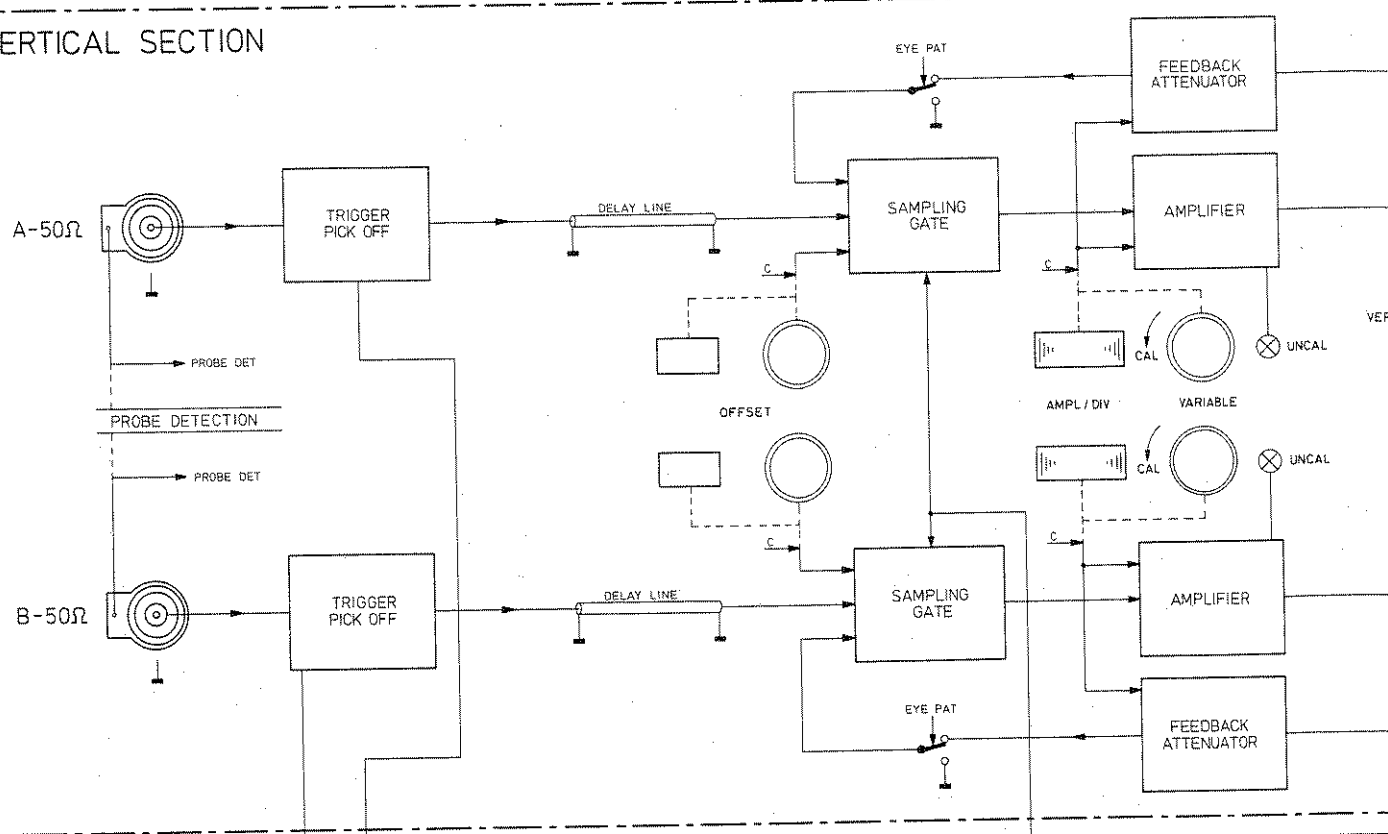 ERTICAL SECTION
EYE PAT
FEEDBACK
ATTENUATOR
A-50Ω
TRIGGER
PICK OFF
DELAY LINE
SAMPLING
GATE
AMPLIFIER
C
C
PROBE DET
CAL
UNCAL
VER
PROBE DETECTION
OFFSET
AMPL / DIV
VARIABLE
PROBE DET
CAL
UNCAL
C
C
B-50Ω
TRIGGER
PICK OFF
DELAY LINE
SAMPLING
GATE
AMPLIFIER
EYE PAT
FEEDBACK
ATTENUATOR